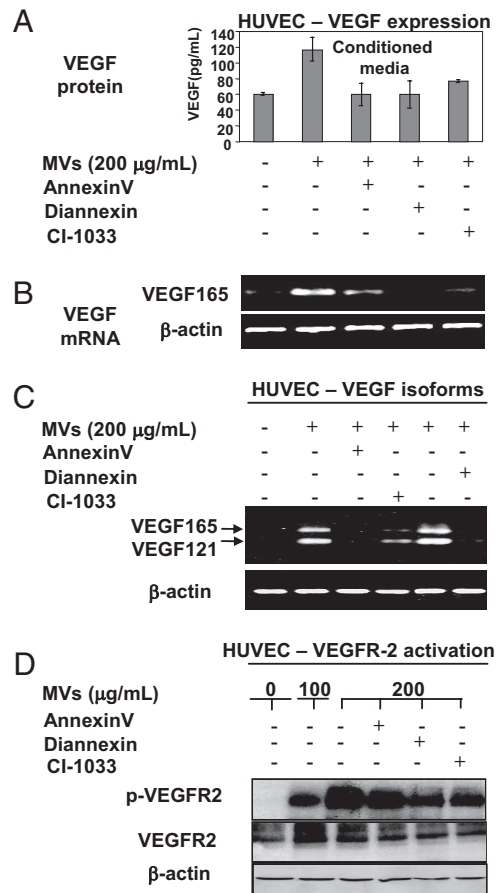 A
HUVEC – VEGF expression
VEGF protein
VEGF(pg/mL)
140
120
100
80
60
40
20
0
Conditioned media
MVs (200 µg/mL) - + + + +
AnnexinV - - + - -
Diannexin - - - + -
CI-1033 - - - - +
B
VEGF mRNA
VEGF165
β-actin
HUVEC – VEGF isoforms
C
MVs (200 µg/mL) - + + + + +
AnnexinV - - + - - -
Diannexin - - - - - +
CI-1033 - - - + - -
VEGF165
VEGF121
β-actin
HUVEC – VEGFR-2 activation
D
MVs (µg/mL) 0 100 200
AnnexinV - - - + - -
Diannexin - - - - + -
CI-1033 - - - - - +
p-VEGFR2
VEGFR2
β-actin